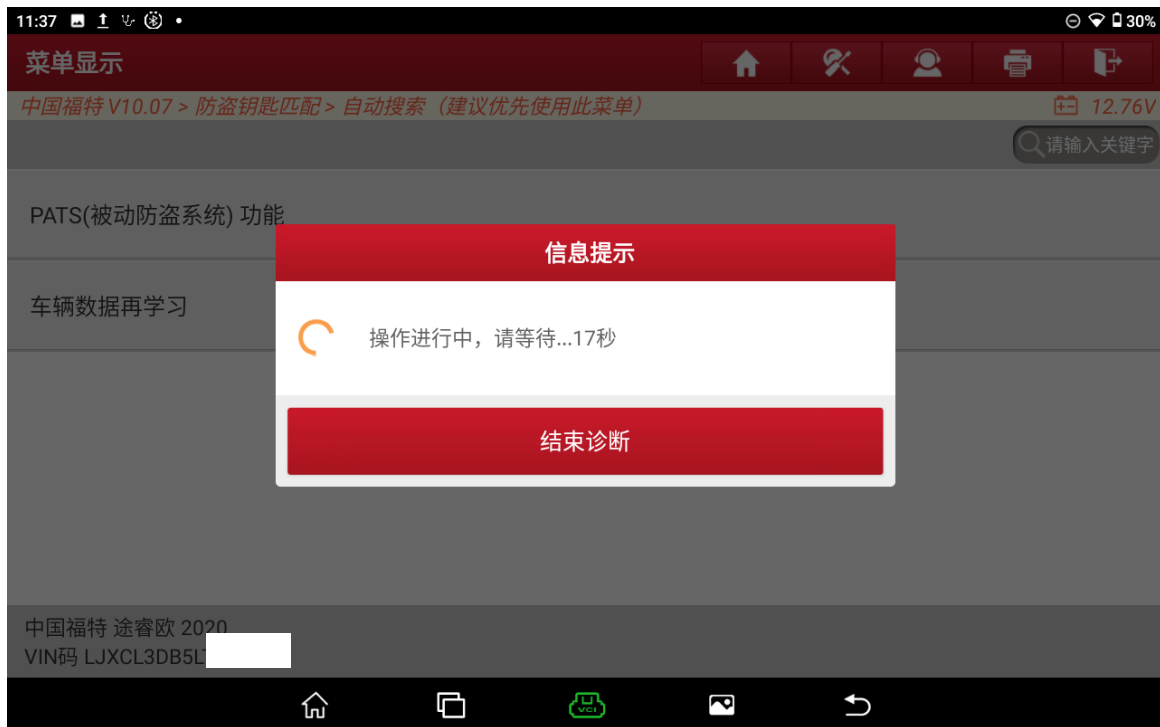 11:37
30%
菜单显示
中国福特 V10.07 > 防盗钥匙匹配 > 自动搜索（建议优先使用此菜单）
12.76V
请输入关键字
PATS(被动防盗系统) 功能
信息提示
车辆数据再学习
操作进行中，请等待...17秒
结束诊断
中国福特 途睿欧 2020
VIN码 LJXCL3DB5L
VCI